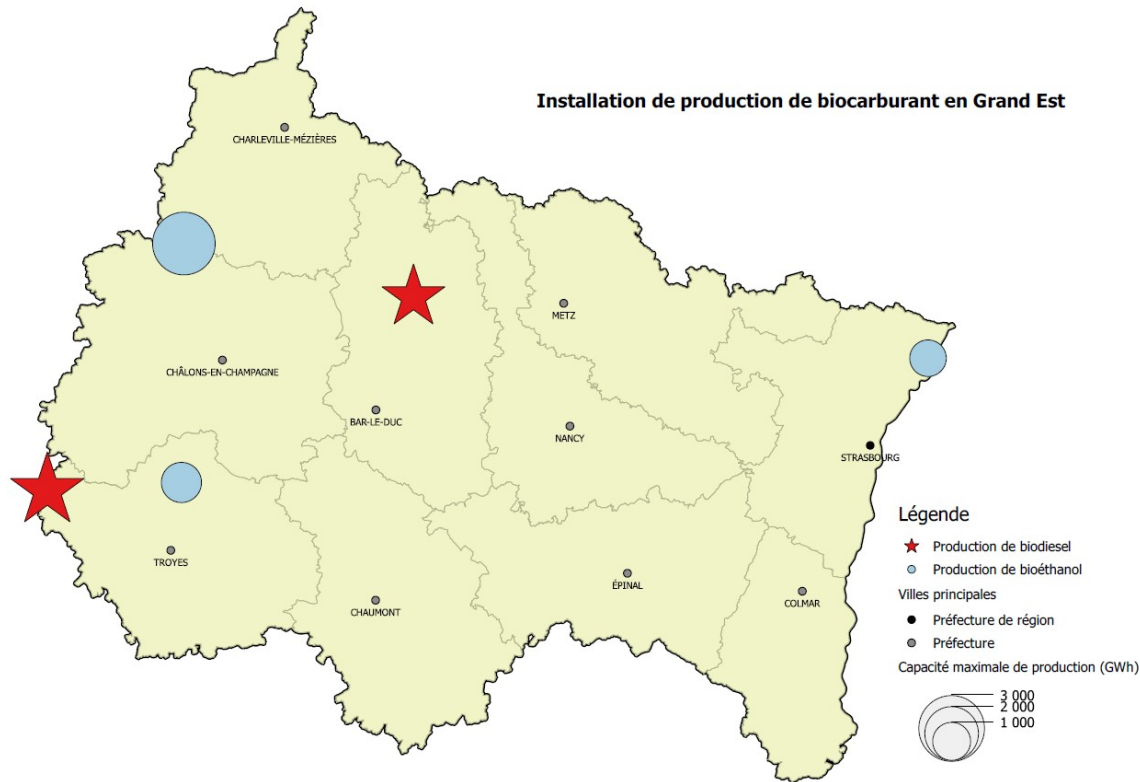 Installation de production de biocarburant en Grand Est
CHARLEVILLE-MÉZIÈRES
METZ
CHÂLONS-EN-CHAMPAGNE
BAR-LE-DUC
NANCY
STRASBOURG
TROYES
ÉPINAL
CHAUMONT
COLMAR
Légende
Production de biodiesel
Production de bioéthanol
Villes principales
Préfecture de région
Préfecture
Capacité maximale de production (GWh)
3 000
2 000
1 000